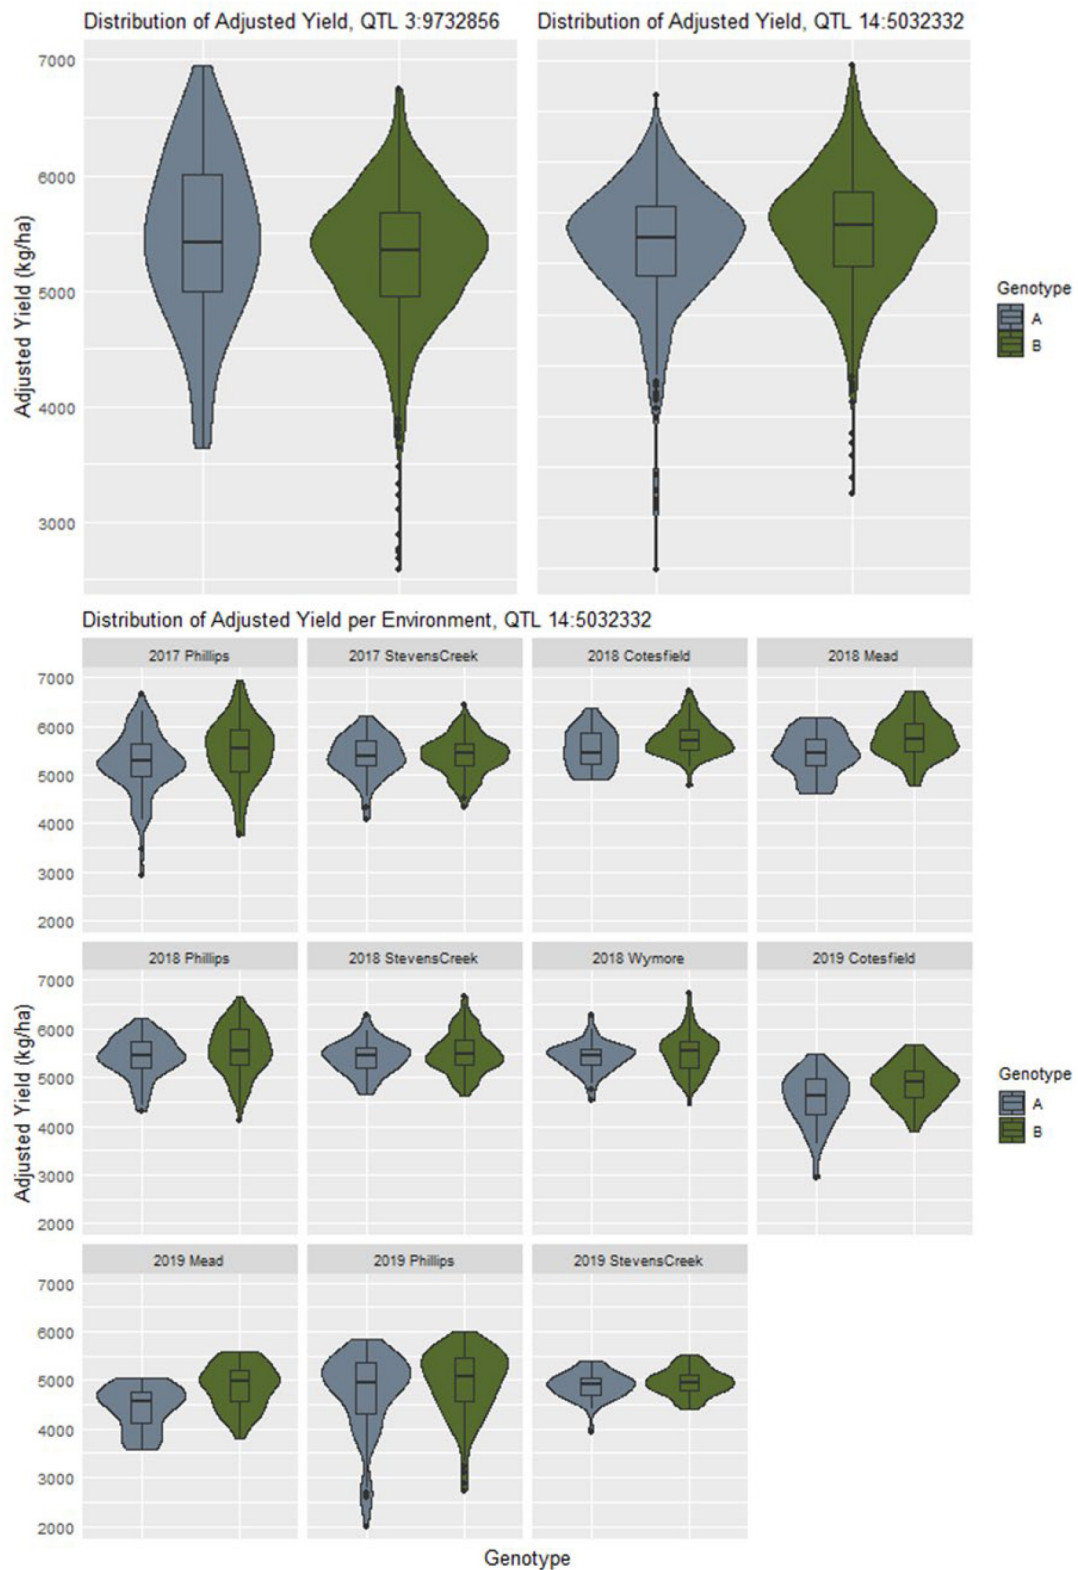 Distribution of Adjusted Yield, QTL 3:9732856
Distribution of Adjusted Yield, QTL 14:5032332
7000
6000
5000
4000
3000
Adjusted Yield (kg/ha)
Genotype
A
B
Distribution of Adjusted Yield per Environment, QTL 14:5032332
2017 Phillips
2017 StevensCreek
2018 Cotesfield
2018 Mead
7000
6000
5000
4000
3000
2000
2018 Phillips
2018 StevensCreek
2018 Wymore
2019 Cotesfield
7000
6000
5000
4000
3000
2000
Adjusted Yield (kg/ha)
Genotype
A
B
2019 Mead
2019 Phillips
2019 StevensCreek
7000
6000
5000
4000
3000
2000
Genotype